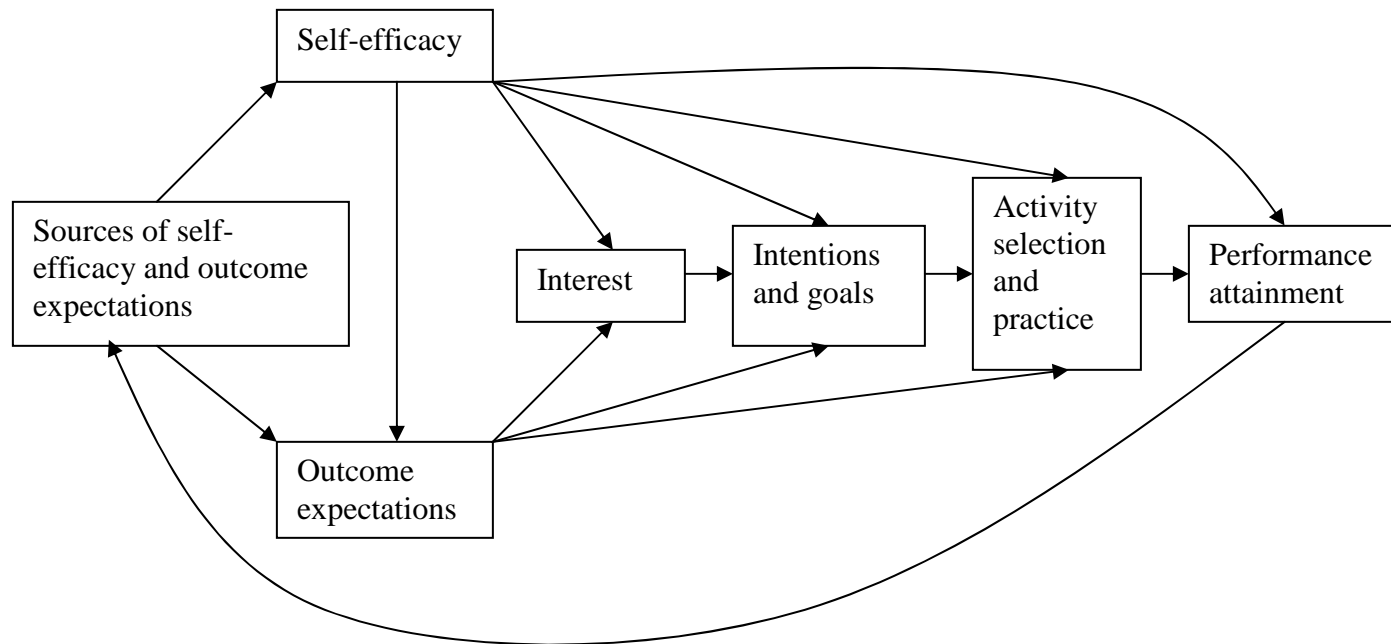 Self-efficacy
Sources of self-
efficacy and outcome
expectations
Outcome
expectations
Interest
Intentions
and goals
Activity
selection
and
practice
Performance
attainment